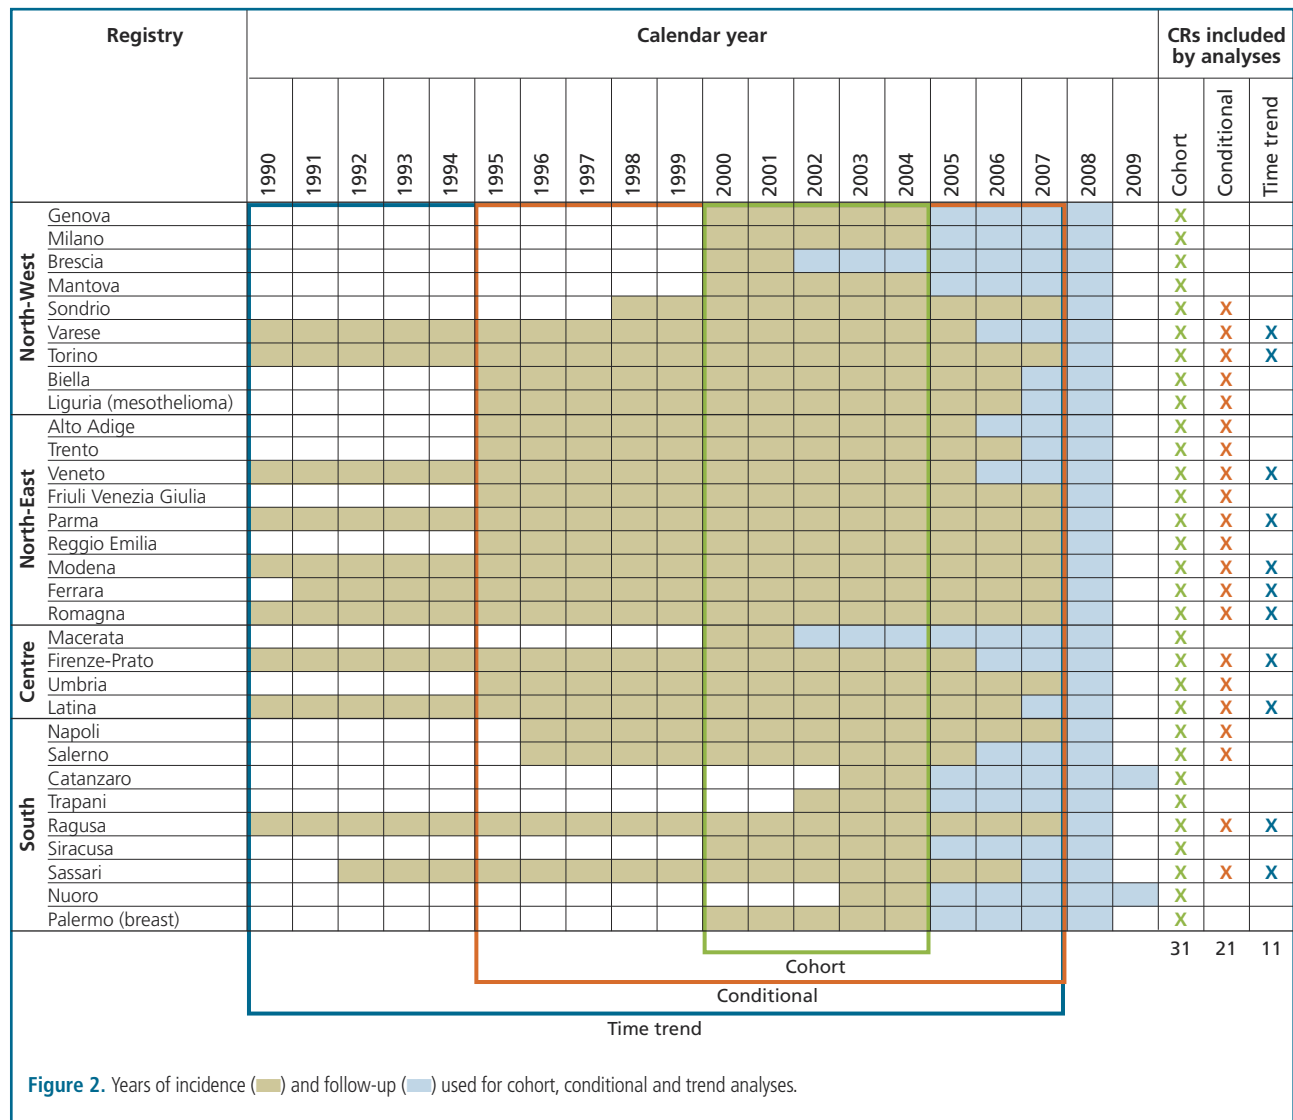 Registry
Calendar year
CRs included
by analyses
1990 1991 1992 1993 1994 1995 1996 1997 1998 1999 2000 2001 2002 2003 2004 2005 2006 2007 2008 2009 Cohort Conditional Time trend
North-West
Genova X
Milano X
Brescia X
Mantova X
Sondrio X X
Varese X X X
Torino X X X
Biella X X
Liguria (mesothelioma) X X
North-East
Alto Adige X X
Trento X X
Veneto X X X
Friuli Venezia Giulia X X
Parma X X X
Reggio Emilia X X
Modena X X X
Ferrara X X X
Romagna X X X
Centre
Macerata X
Firenze-Prato X X X
Umbria X X
Latina X X X
South
Napoli X X
Salerno X X
Catanzaro X
Trapani X
Ragusa X X X
Siracusa X
Sassari X X X
Nuoro X
Palermo (breast) X
31 21 11
Cohort
Conditional
Time trend
Figure 2. Years of incidence ( ) and follow-up ( ) used for cohort, conditional and trend analyses.